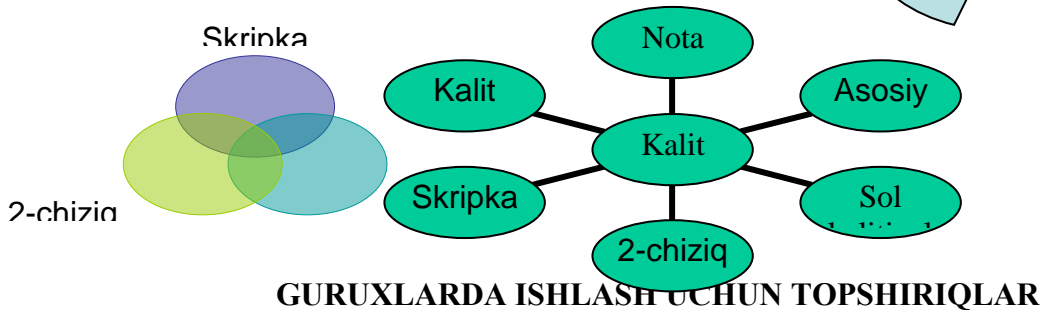 Skripka
2-chiziq
Nota
Kalit
Asosiy
Kalit
Skripka
Sol
2-chiziq
GURUXLARDA ISHLASH UCHUN TOPSHIRIQLAR